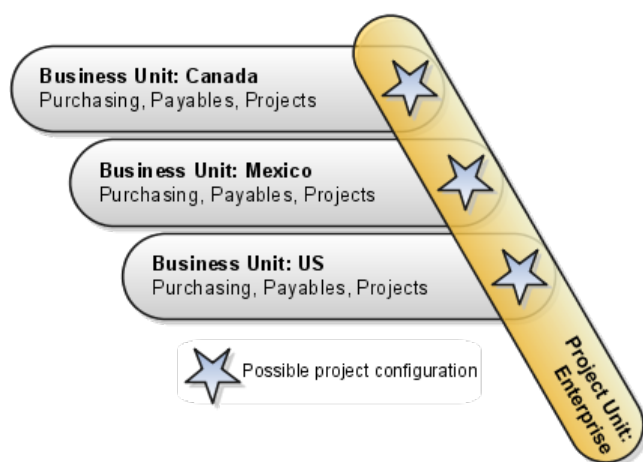 Business Unit: Canada
Purchasing, Payables, Projects
Business Unit: Mexico
Purchasing, Payables, Projects
Business Unit: US
Purchasing, Payables, Projects
Project Unit:
Enterprise
Possible project configuration